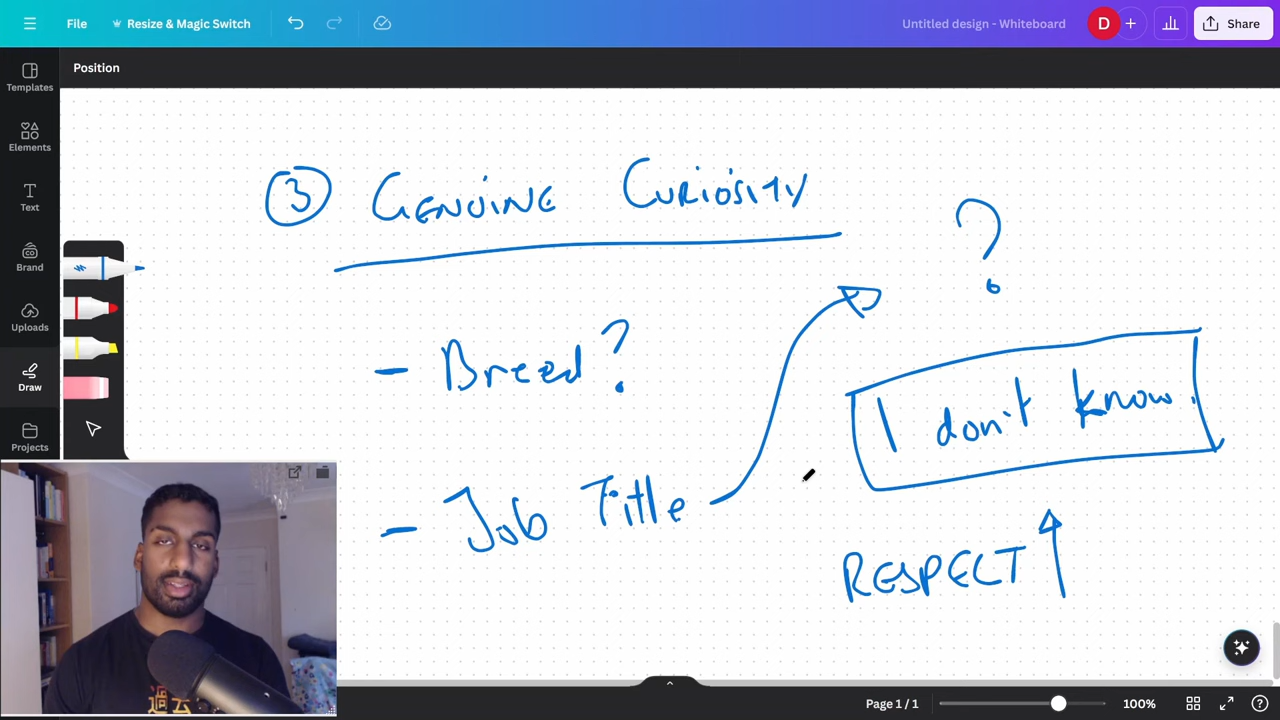 File
Resize & Magic Switch
Untitled design - Whiteboard
D
+
Share
Position
Templates
Elements
Text
Brand
Uploads
Draw
Projects
3 GENUINE CURIOSITY
?
- Breed?
I don't know.
- Job Title
RESPECT
Page 1 / 1
100%